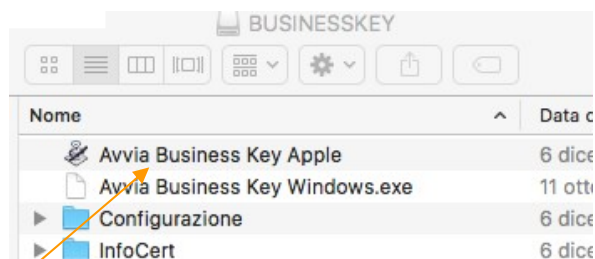 BUSINESSKEY
Nome Data
Avvia Business Key Apple 6 dice
Avvia Business Key Windows.exe 11 otto
Configurazione 6 dice
InfoCert 6 dice